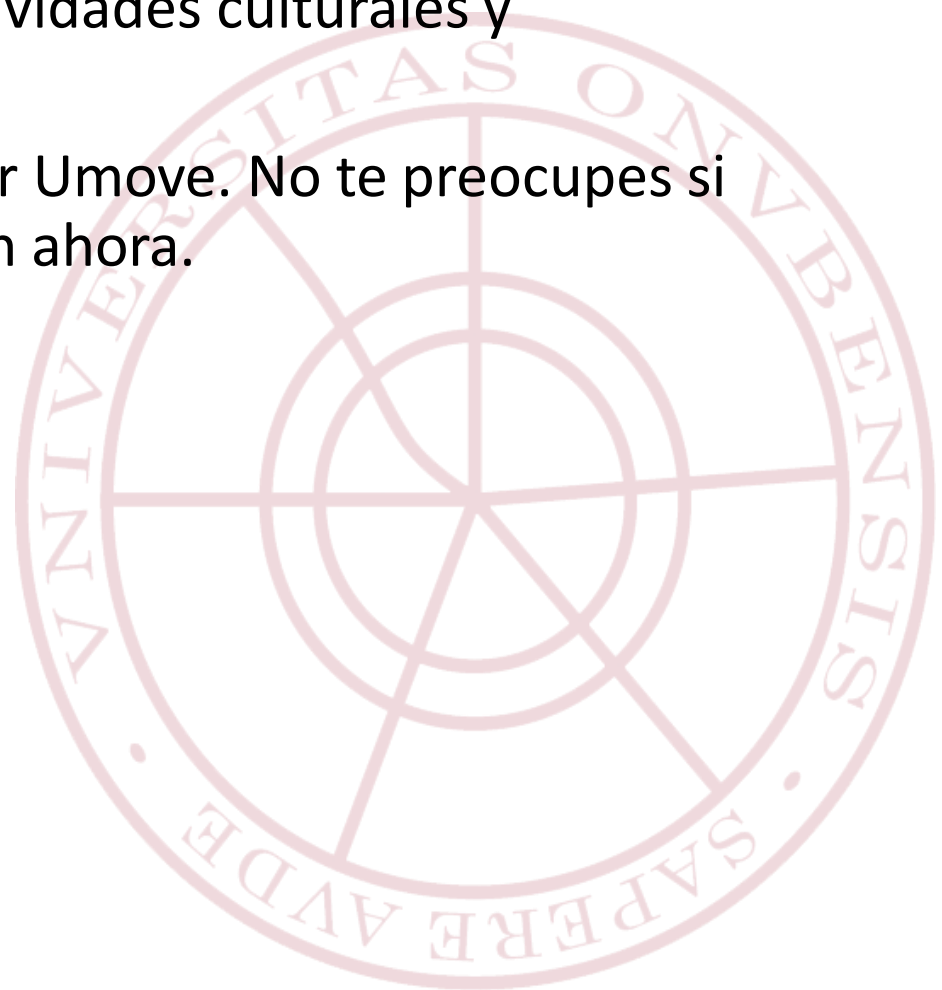 vidades culturales y
r Umove. No te preocupes si
n ahora.
VNIVERSITAS ONVBENSIS
• SAPERE AVDE •